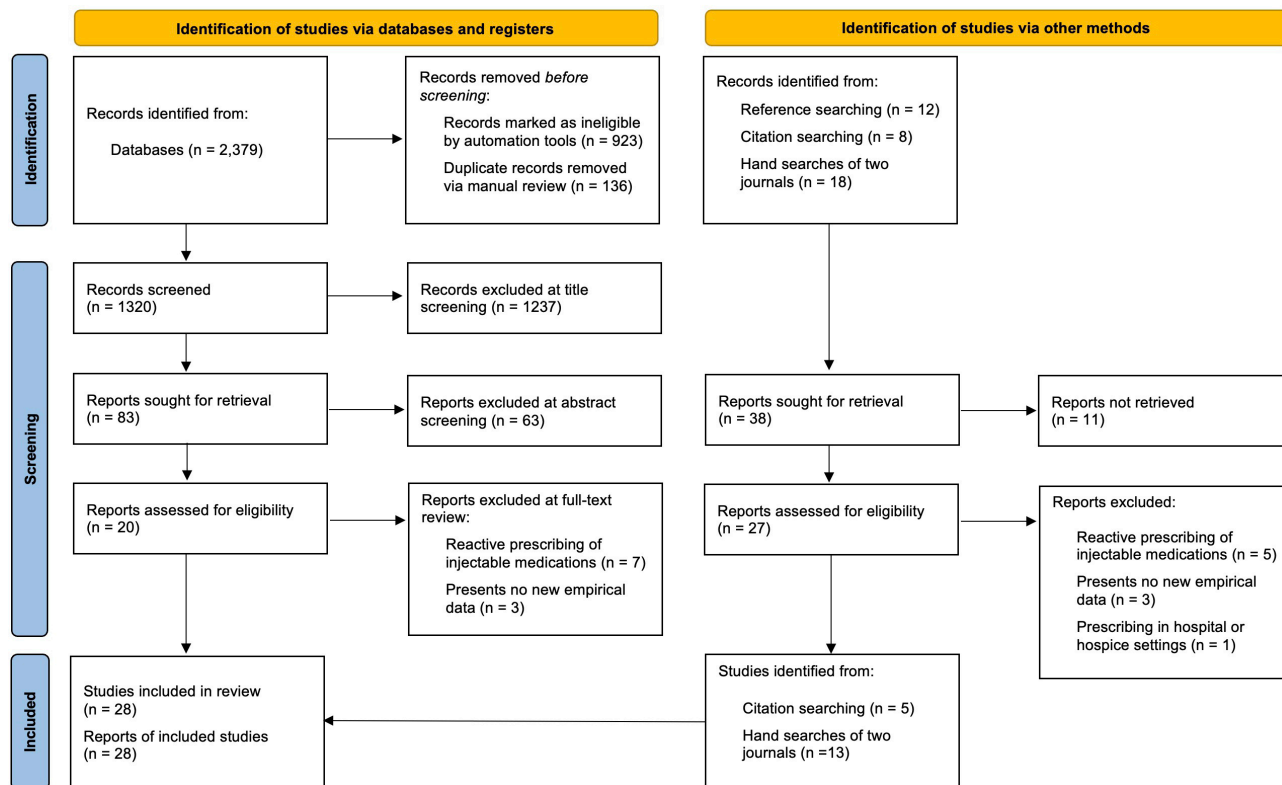 Identification of studies via databases and registers
Identification of studies via other methods
Identification
Records identified from:
Databases (n = 2,379)
Records removed before
screening:
Records marked as ineligible
by automation tools (n = 923)
Duplicate records removed
via manual review (n = 136)
Records identified from:
Reference searching (n = 12)
Citation searching (n = 8)
Hand searches of two
journals (n = 18)
Screening
Records screened
(n = 1320)
Records excluded at title
screening (n = 1237)
Reports sought for retrieval
(n = 83)
Reports excluded at abstract
screening (n = 63)
Reports sought for retrieval
(n = 38)
Reports not retrieved
(n = 11)
Reports assessed for eligibility
(n = 20)
Reports excluded at full-text
review:
Reactive prescribing of
injectable medications (n = 7)
Presents no new empirical
data (n = 3)
Reports assessed for eligibility
(n = 27)
Reports excluded:
Reactive prescribing of
injectable medications (n = 5)
Presents no new empirical
data (n = 3)
Prescribing in hospital or
hospice settings (n = 1)
Included
Studies included in review
(n = 28)
Reports of included studies
(n = 28)
Studies identified from:
Citation searching (n = 5)
Hand searches of two
journals (n =13)